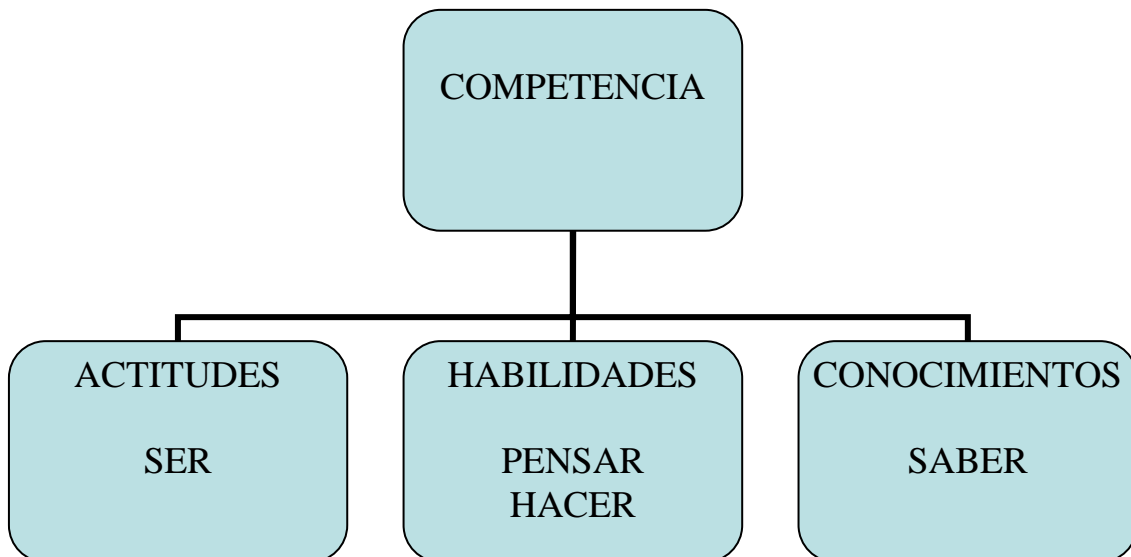 COMPETENCIA
ACTITUDES
SER
HABILIDADES
PENSAR
HACER
CONOCIMIENTOS
SABER